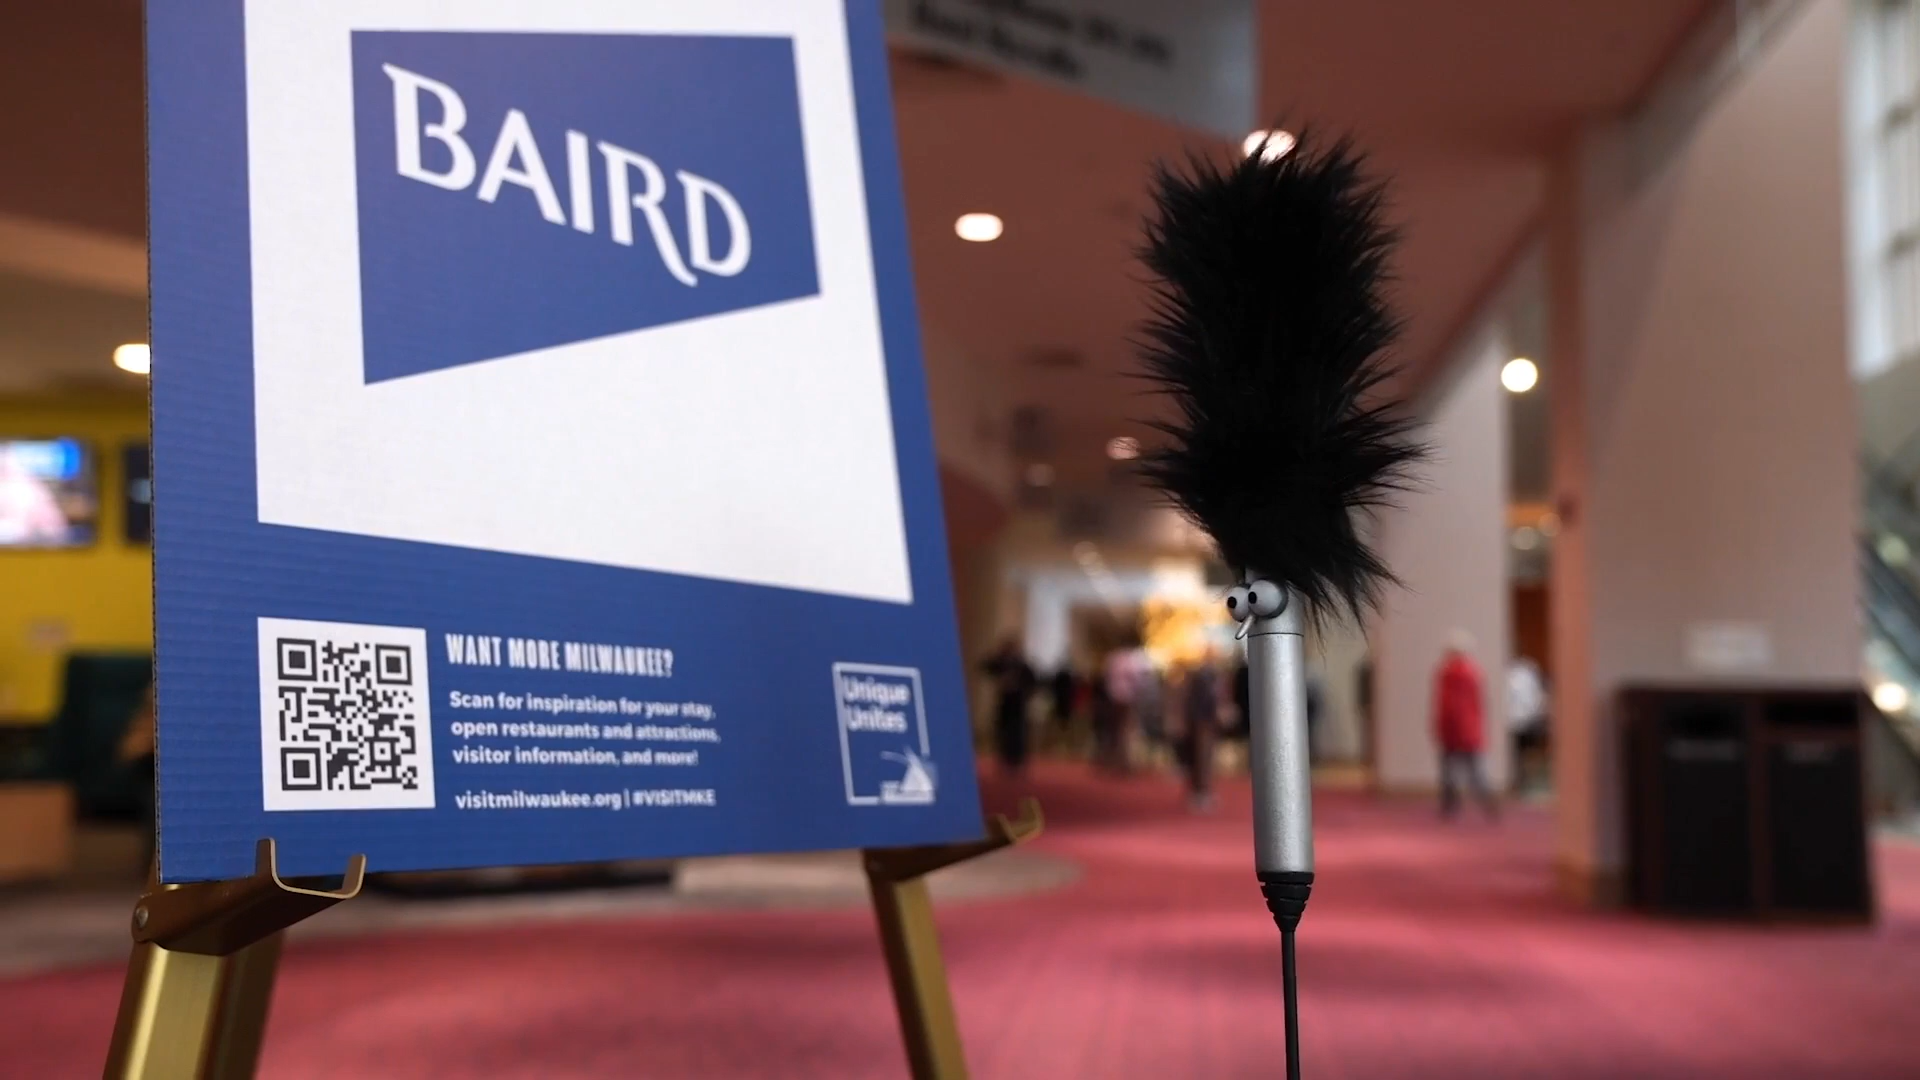 BAIRD
WANT MORE MILWAUKEE?
Scan for inspiration for your stay,
open restaurants and attractions,
visitor information, and more!
visitmilwaukee.org | #VISITMKE
Unique
Unites